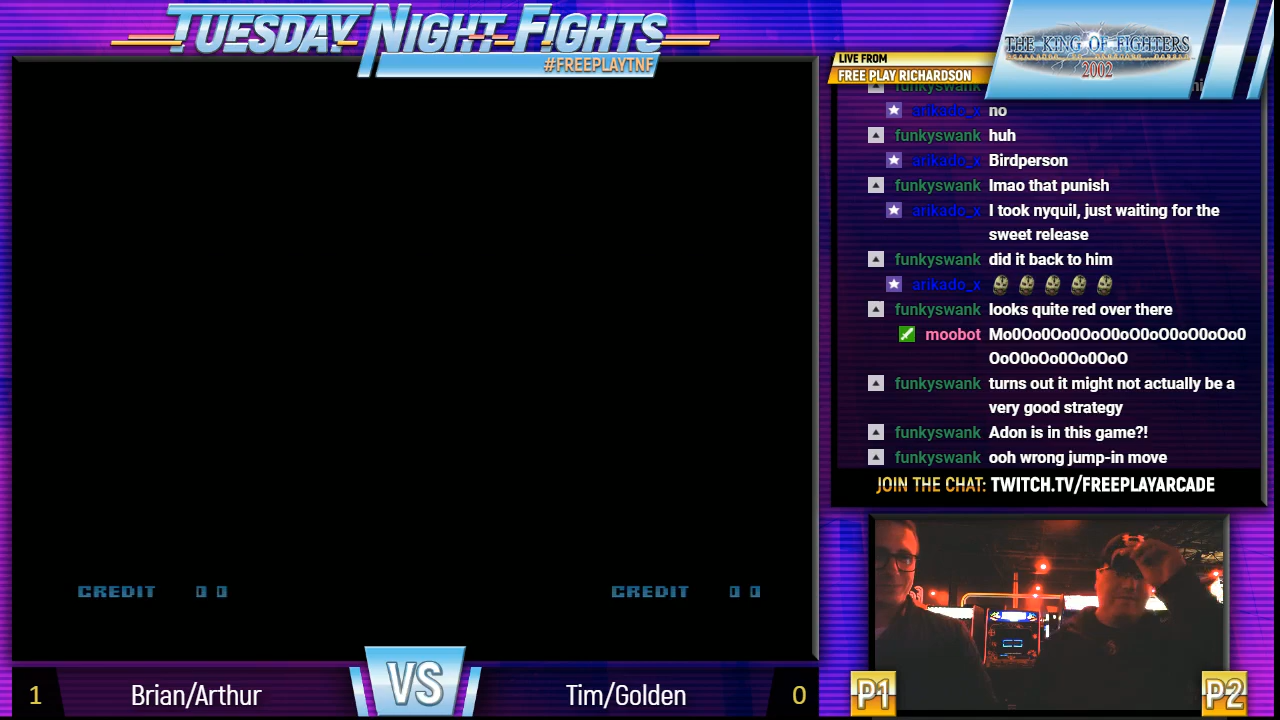 TUESDAY NIGHT FIGHTS
#FREEPLAYTNF
LIVE FROM
FREE PLAY RICHARDSON
THE KING OF FIGHTERS
2002
funkyswank
arikado_x no
funkyswank huh
arikado_x Birdperson
funkyswank lmao that punish
arikado_x I took nyquil, just waiting for the
sweet release
funkyswank did it back to him
arikado_x
funkyswank looks quite red over there
moobot Mo0Oo0Oo0Oo0Oo0Oo0Oo0Oo0Oo0
Oo0Oo0Oo0Oo0Oo0
funkyswank turns out it might not actually be a
very good strategy
funkyswank Adon is in this game?!
funkyswank ooh wrong jump-in move
JOIN THE CHAT: TWITCH.TV/FREEPLAYARCADE
CREDIT 00
CREDIT 00
1 Brian/Arthur VS Tim/Golden 0
P1
P2